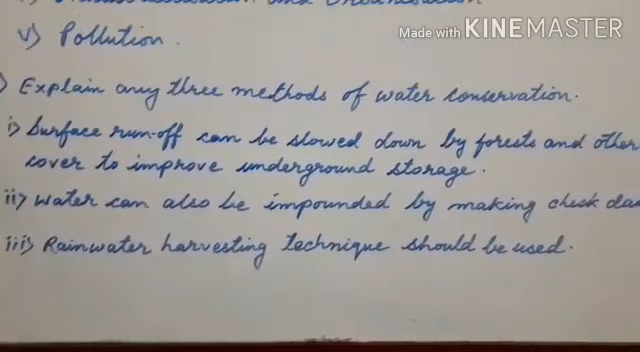 Made with KINEMASTER
v) Pollution.
Explain any three methods of water conservation.
i) Surface run-off can be slowed down by forests and other
cover to improve underground storage.
ii) Water can also be impounded by making check
iii) Rainwater harvesting technique should be used.